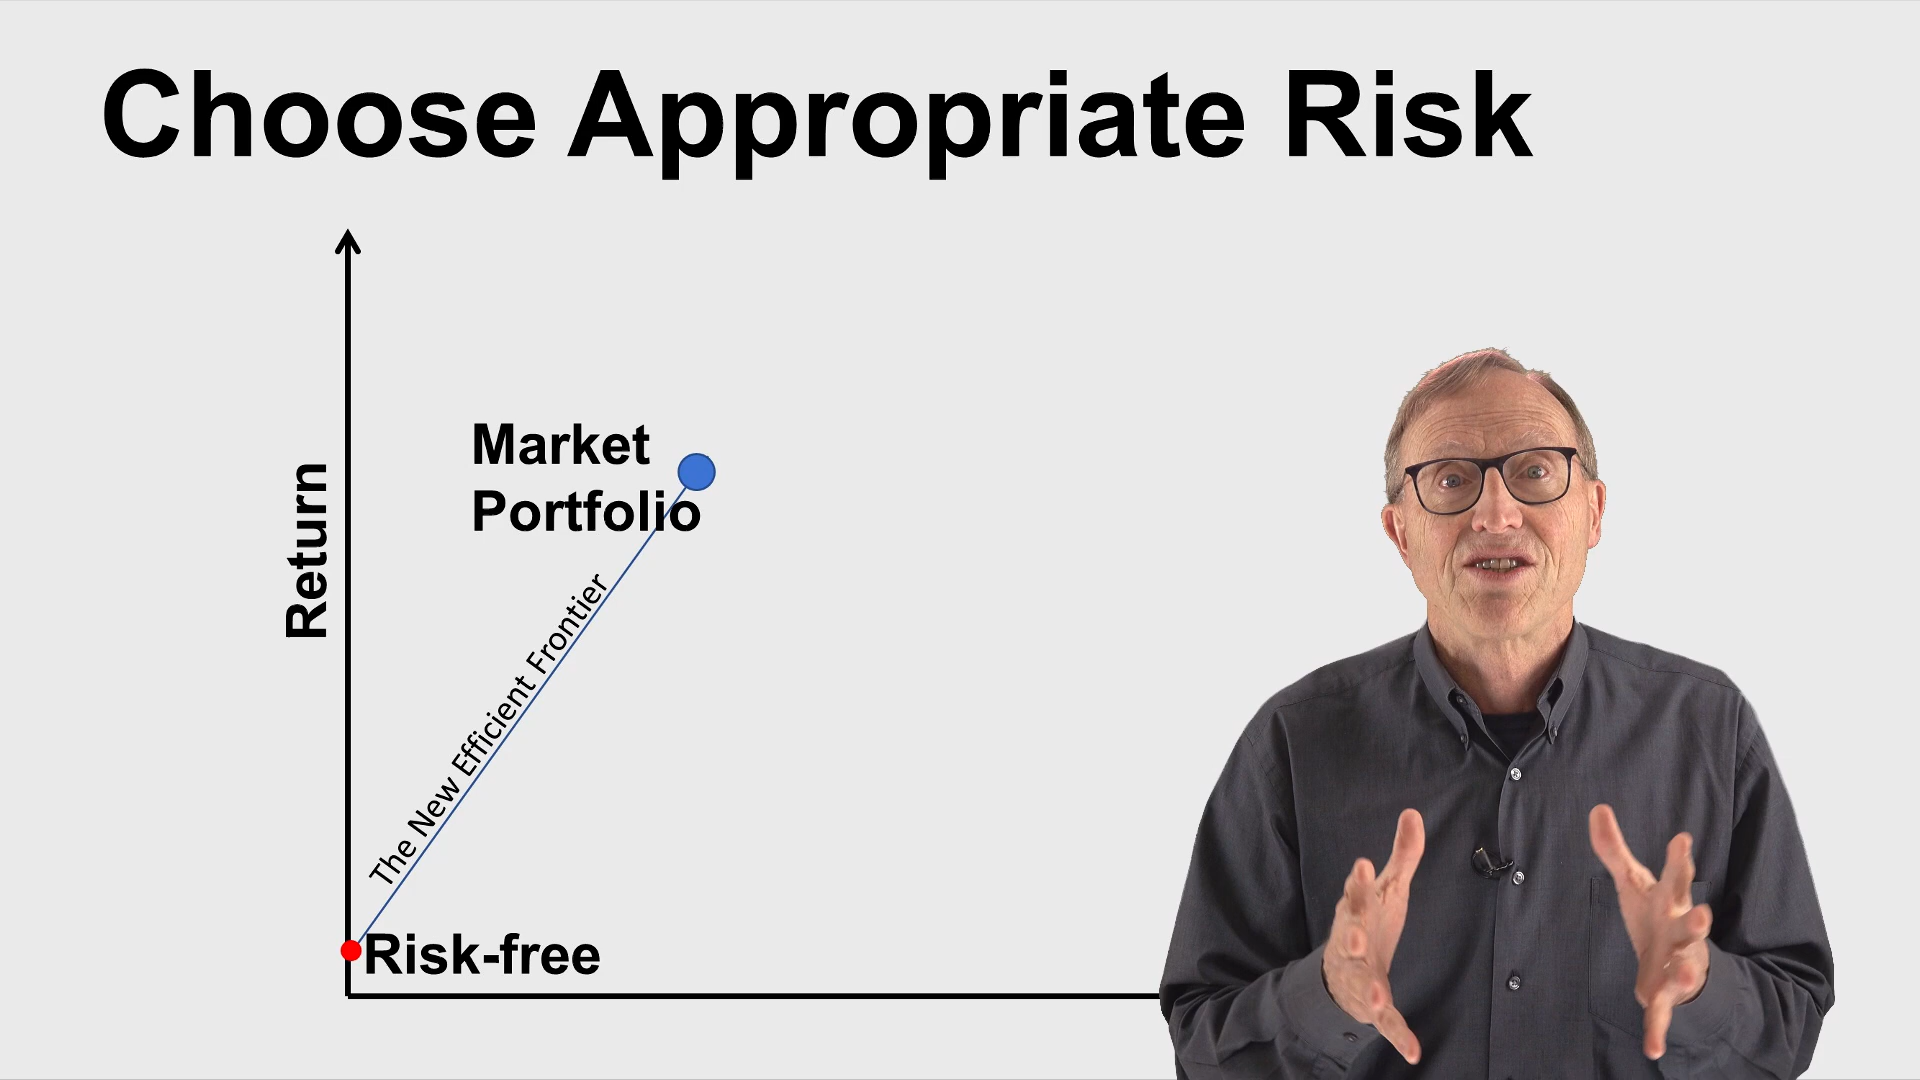 Choose Appropriate Risk
Market
Portfolio
Return
The New Efficient Frontier
Risk-free